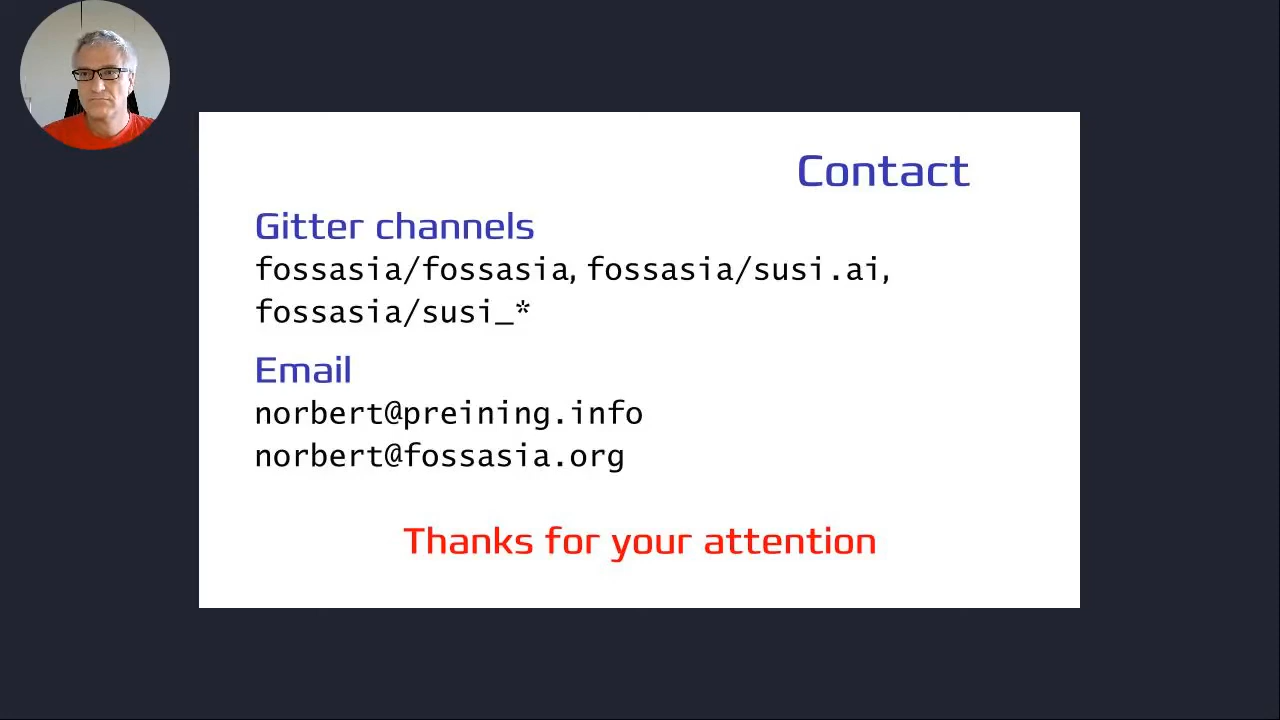 Contact
Gitter channels
fossasia/fossasia, fossasia/susi.ai,
fossasia/susi_*
Email
norbert@preining.info
norbert@fossasia.org
Thanks for your attention